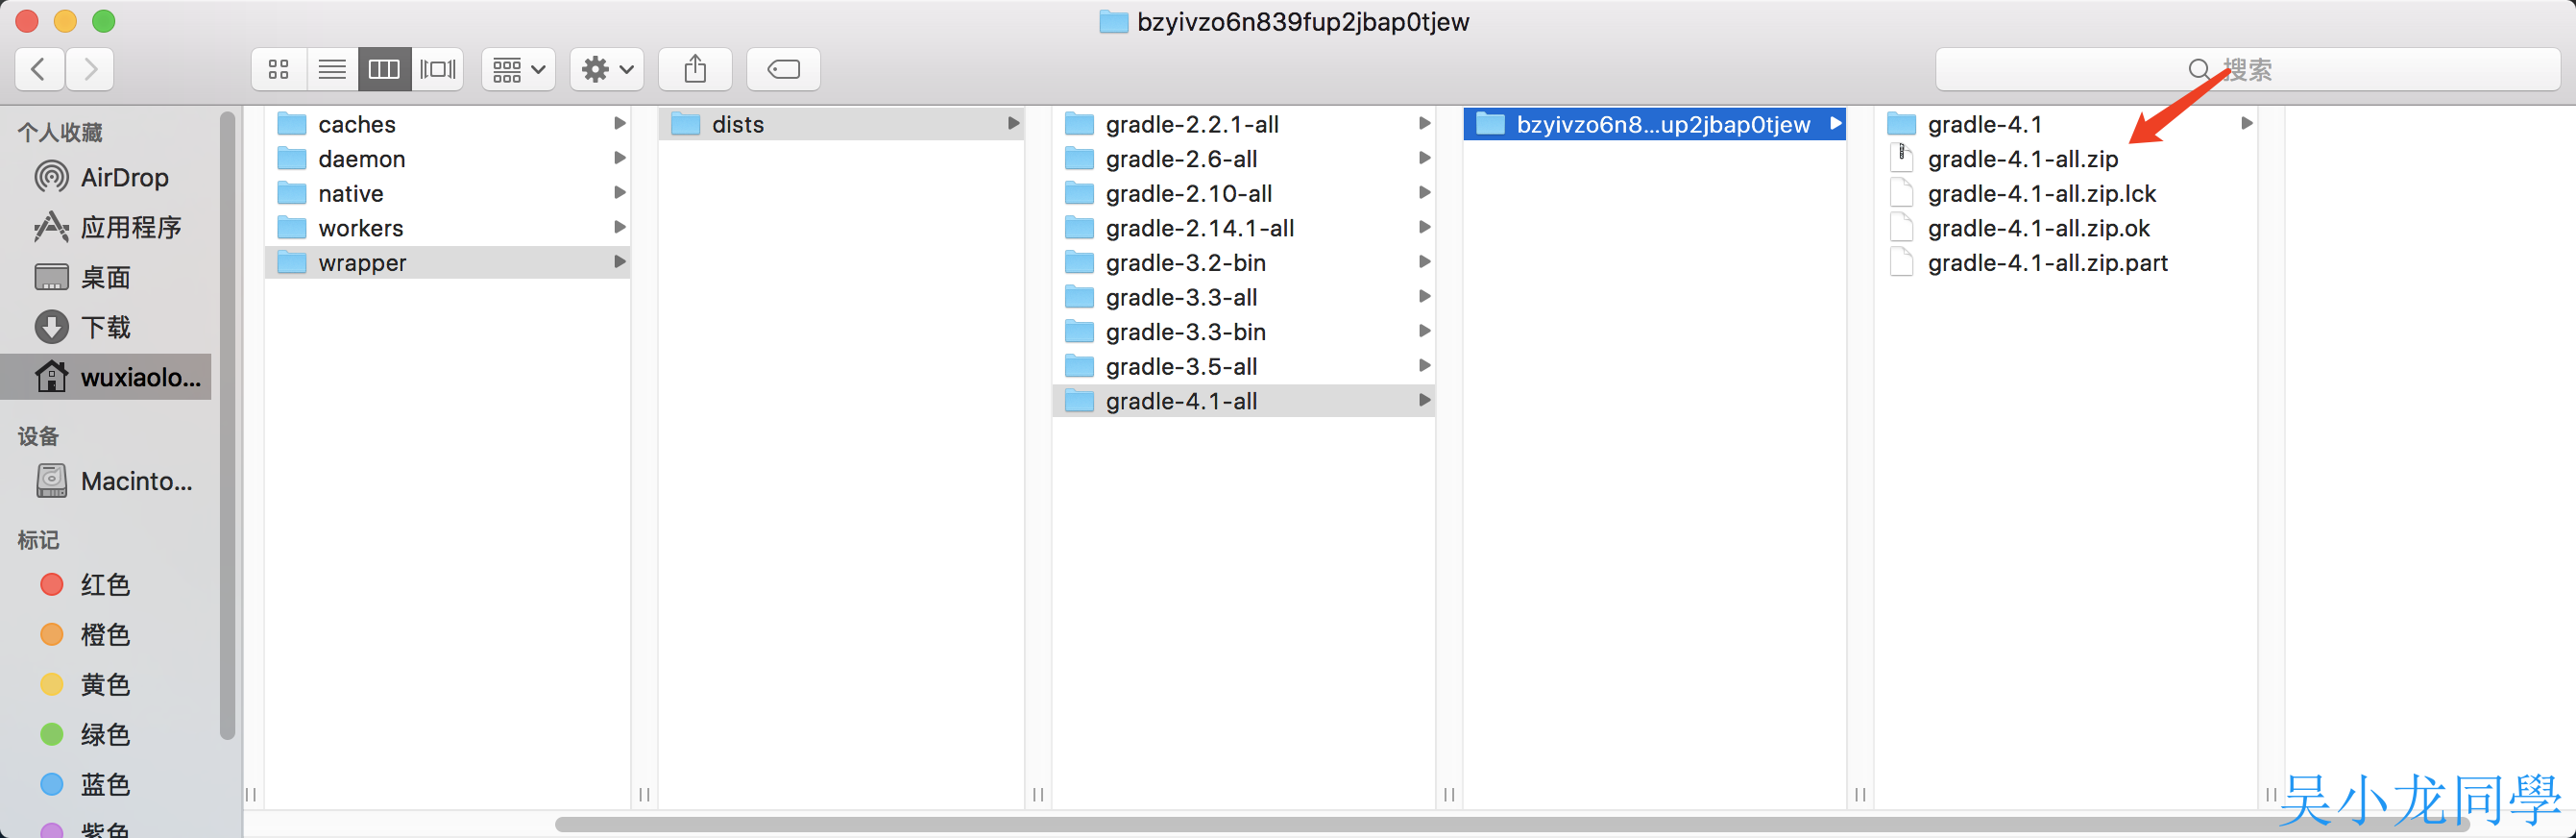 bzyivzo6n839fup2jbap0tjew
搜索
个人收藏
AirDrop
应用程序
桌面
下载
wuxiaolo...
设备
Macinto...
标记
红色
橙色
黄色
绿色
蓝色
紫色
caches
daemon
native
workers
wrapper
dists
gradle-2.2.1-all
gradle-2.6-all
gradle-2.10-all
gradle-2.14.1-all
gradle-3.2-bin
gradle-3.3-all
gradle-3.3-bin
gradle-3.5-all
gradle-4.1-all
bzyivzo6n8...up2jbap0tjew
gradle-4.1
gradle-4.1-all.zip
gradle-4.1-all.zip.lck
gradle-4.1-all.zip.ok
gradle-4.1-all.zip.part
吴小龙同學